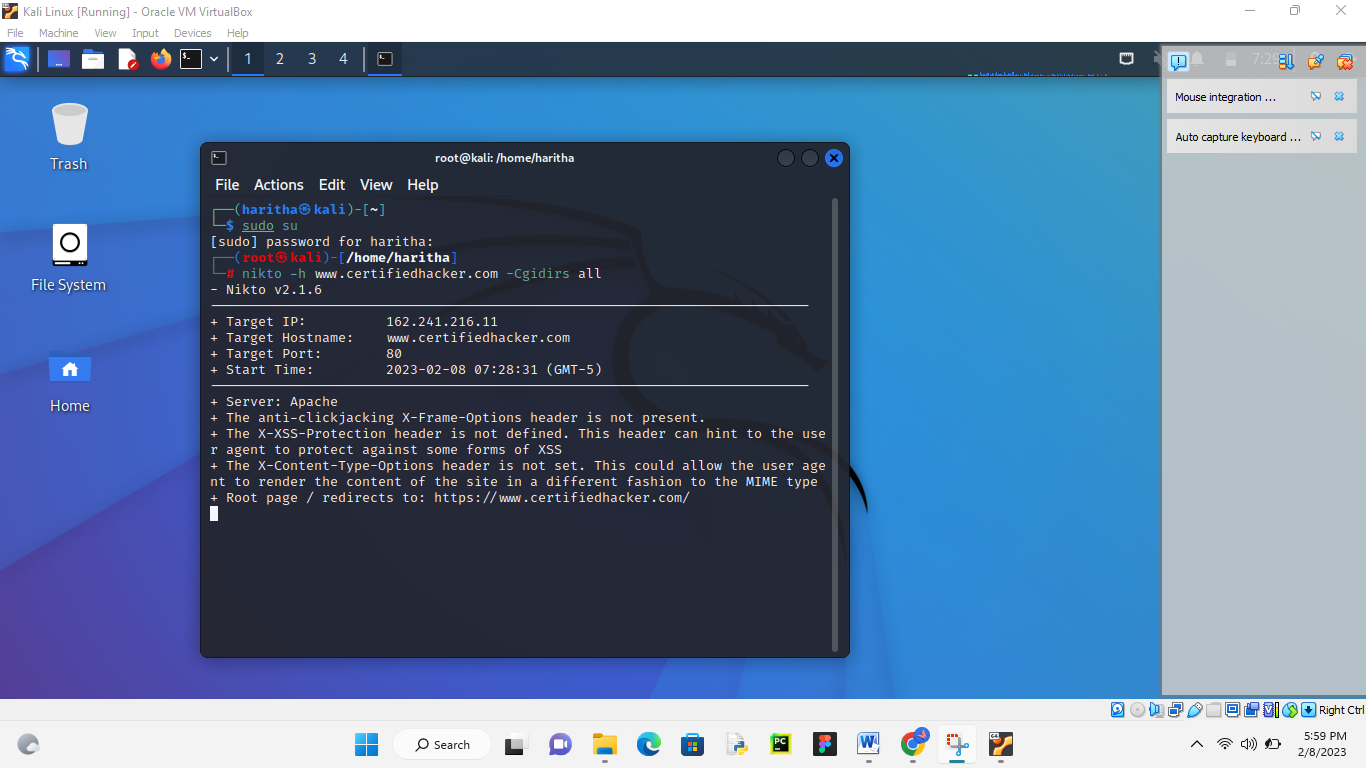 Kali Linux [Running] - Oracle VM VirtualBox
File Machine View Input Devices Help
1 2 3 4
Mouse integration ...
Auto capture keyboard ...
Trash
File System
Home
root@kali: /home/haritha
File Actions Edit View Help
┌──(haritha㉿kali)-[~]
└─$ sudo su
[sudo] password for haritha:
┌──(root㉿kali)-[/home/haritha]
└─# nikto -h www.certifiedhacker.com -Cgidirs all
- Nikto v2.1.6
+ Target IP: 162.241.216.11
+ Target Hostname: www.certifiedhacker.com
+ Target Port: 80
+ Start Time: 2023-02-08 07:28:31 (GMT-5)
+ Server: Apache
+ The anti-clickjacking X-Frame-Options header is not present.
+ The X-XSS-Protection header is not defined. This header can hint to the use
r agent to protect against some forms of XSS
+ The X-Content-Type-Options header is not set. This could allow the user age
nt to render the content of the site in a different fashion to the MIME type
+ Root page / redirects to: https://www.certifiedhacker.com/
Right Ctrl
Search
5:59 PM
2/8/2023